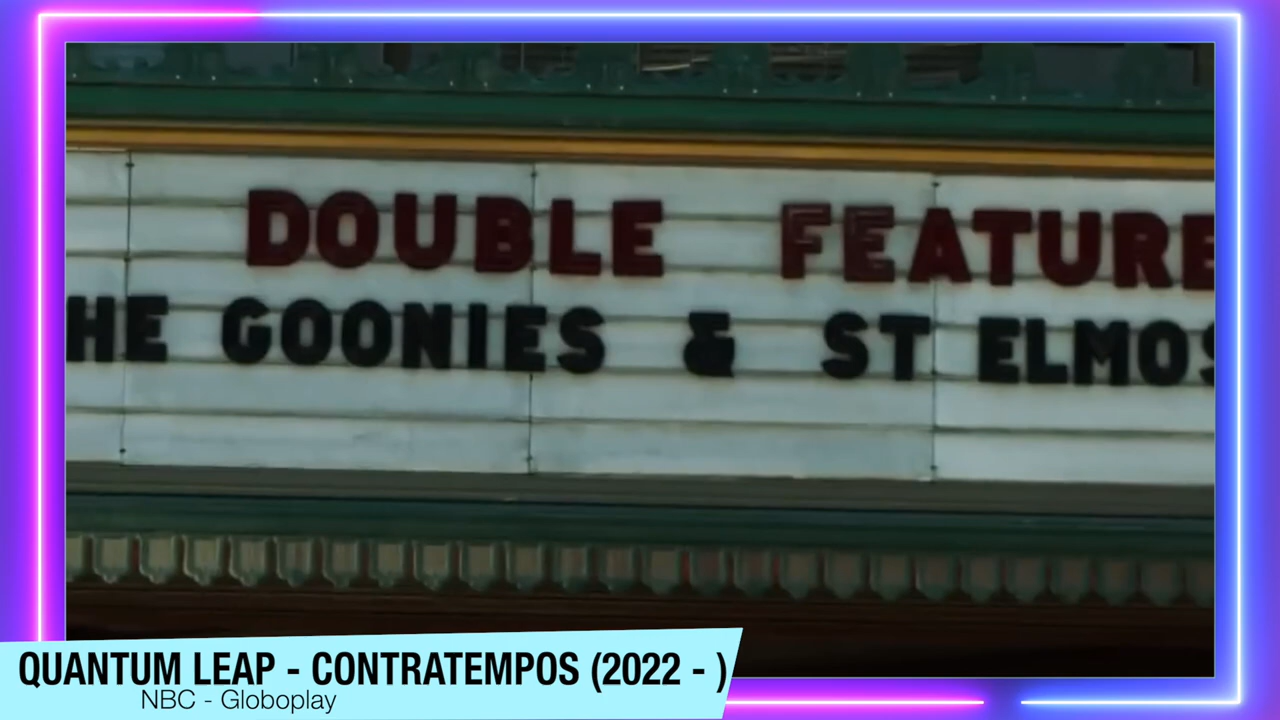 DOUBLE FEATURE
HE GOONIES & ST ELMOS
QUANTUM LEAP - CONTRATEMPOS (2022 - )
NBC - Globoplay